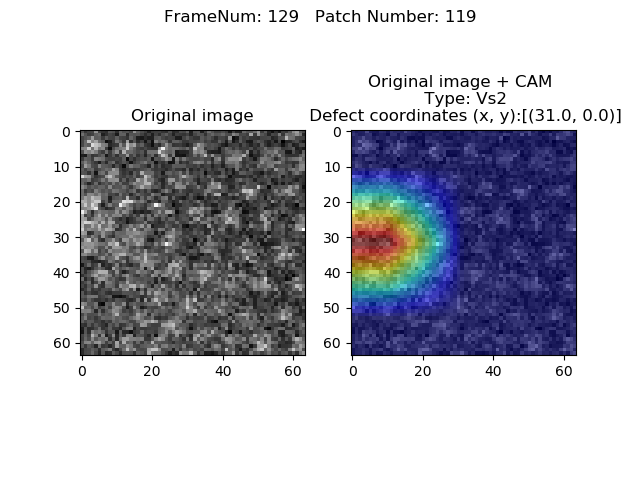 FrameNum: 129   Patch Number: 119
Original image
Original image + CAM
Type: Vs2
Defect coordinates (x, y):[(31.0, 0.0)]
0
10
20
30
40
50
60
0 20 40 60
0
10
20
30
40
50
60
0 20 40 60